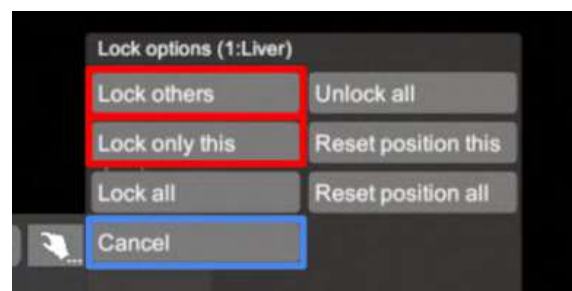 Lock options (1:Liver)
Lock others Unlock all
Lock only this Reset position this
Lock all Reset position all
Cancel
...